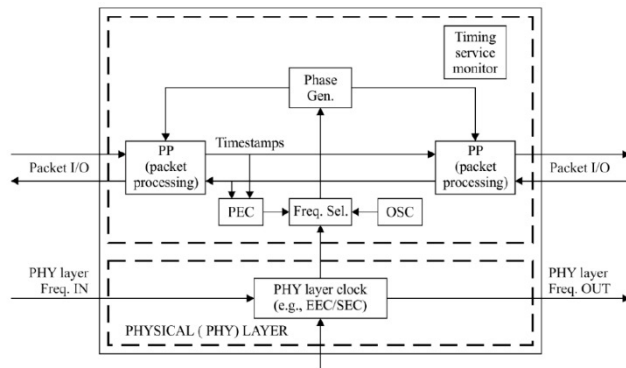 Timing
service
monitor
Phase
Gen.
Timestamps
PP
(packet
processing)
PP
(packet
processing)
Packet I/O
Packet I/O
PEC
Freq. Sel.
OSC
PHY layer
Freq. IN
PHY layer clock
(e.g., EEC/SEC)
PHY layer
Freq. OUT
PHYSICAL ( PHY) LAYER